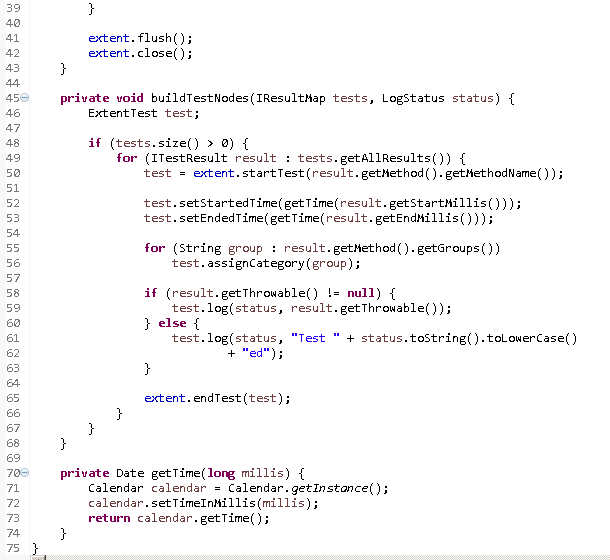 39         }
40
41         extent.flush();
42         extent.close();
43     }
44
45     private void buildTestNodes(IResultMap tests, LogStatus status) {
46         ExtentTest test;
47
48         if (tests.size() > 0) {
49             for (ITestResult result : tests.getAllResults()) {
50                 test = extent.startTest(result.getMethod().getMethodName());
51
52                 test.setStartedTime(getTime(result.getStartMillis()));
53                 test.setEndedTime(getTime(result.getEndMillis()));
54
55                 for (String group : result.getMethod().getGroups())
56                     test.assignCategory(group);
57
58                 if (result.getThrowable() != null) {
59                     test.log(status, result.getThrowable());
60                 } else {
61                     test.log(status, "Test " + status.toString().toLowerCase()
62                             + "ed");
63                 }
64
65                 extent.endTest(test);
66             }
67         }
68     }
69
70     private Date getTime(long millis) {
71         Calendar calendar = Calendar.getInstance();
72         calendar.setTimeInMillis(millis);
73         return calendar.getTime();
74     }
75 }